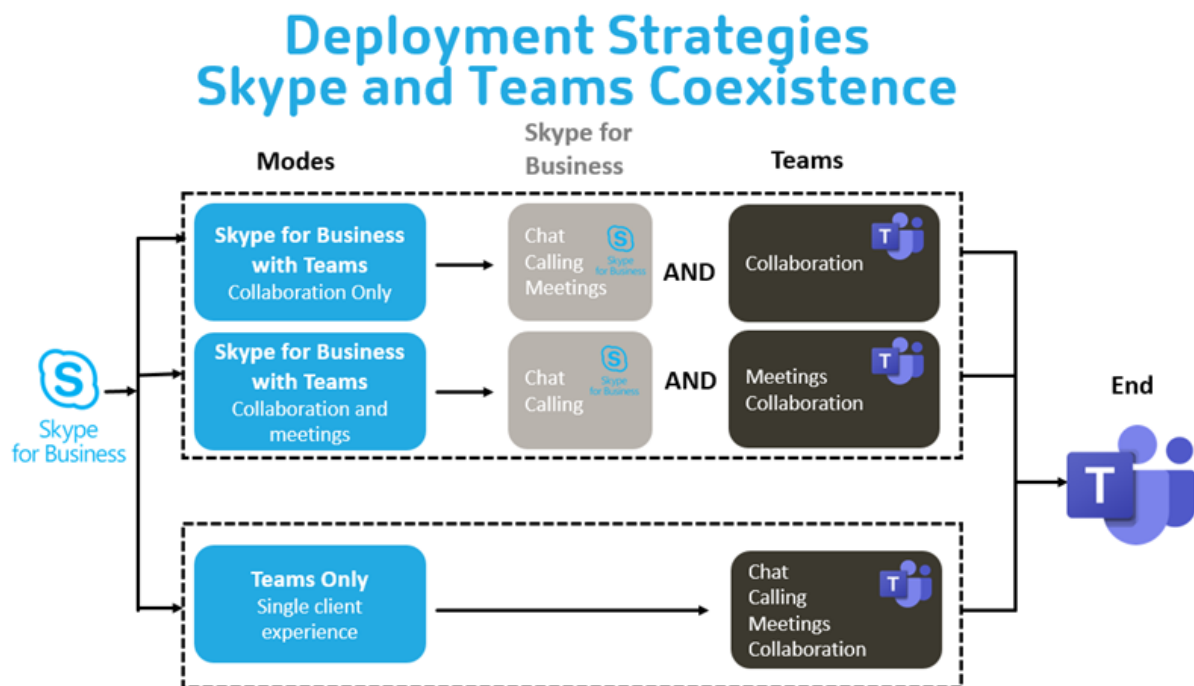 Deployment Strategies
Skype and Teams Coexistence
Modes
Skype for
Business
Teams
Skype for Business
with Teams
Collaboration Only
Chat
Calling
Meetings
S
Skype
for Business
AND
Collaboration
T
Skype for Business
with Teams
Collaboration and
meetings
Chat
Calling
S
Skype
for Business
AND
Meetings
Collaboration
T
S
Skype
for Business
End
T
Teams Only
Single client
experience
Chat
Calling
Meetings
Collaboration
T